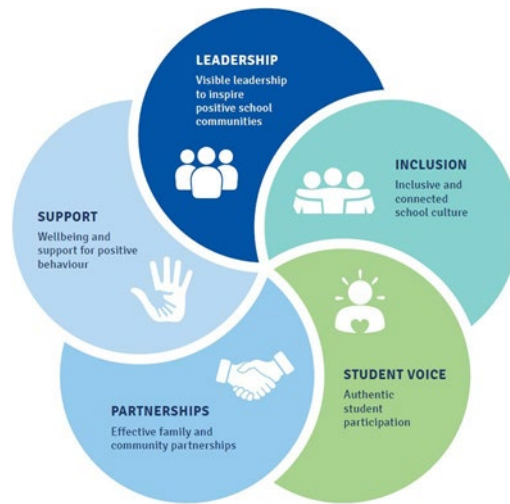 LEADERSHIP
Visible leadership
to inspire
positive school
communities
INCLUSION
Inclusive and
connected
school culture
STUDENT VOICE
Authentic
student
participation
PARTNERSHIPS
Effective family and
community partnerships
SUPPORT
Wellbeing and
support for positive
behaviour